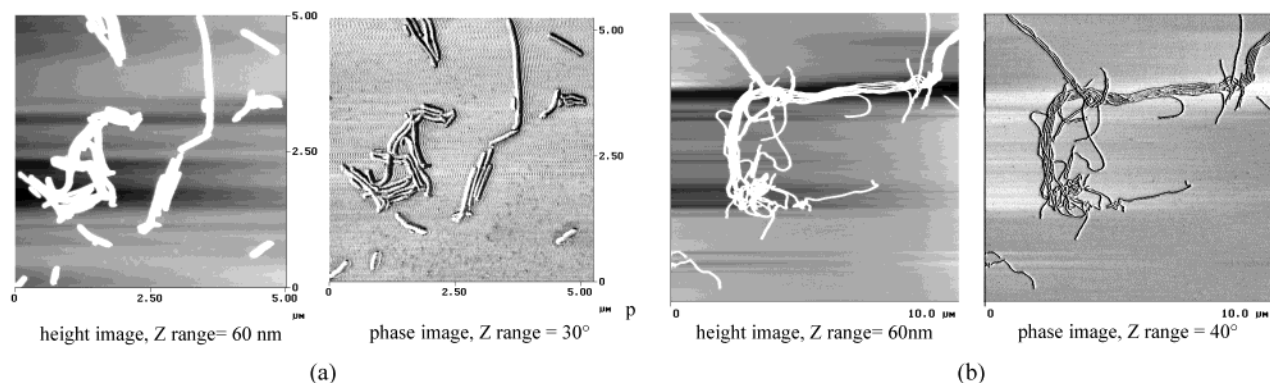 5.00
2.50
0
0
2.50
5.00
µm
height image, Z range= 60 nm
5.00
2.50
0
0
2.50
5.00
µm
p
phase image, Z range = 30°
(a)
0
10.0 µm
height image, Z range= 60nm
0
10.0 µm
phase image, Z range = 40°
(b)